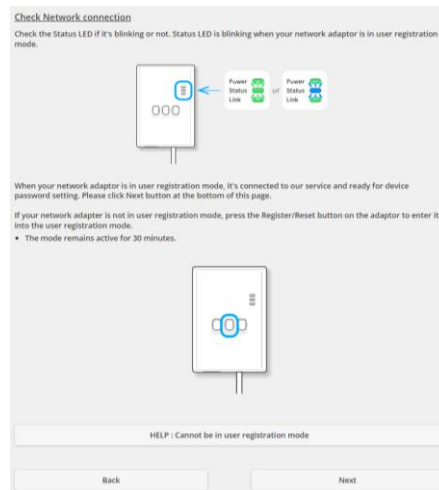 Check Network connection
Check the Status LED if it's blinking or not. Status LED is blinking when your network adaptor is in user registration
mode.
Power Power
Status or Status
Link Link
When your network adaptor is in user registration mode, it's connected to our service and ready for device
password setting. Please click Next button at the bottom of this page.
If your network adapter is not in user registration mode, press the Register/Reset button on the adaptor to enter it
into the user registration mode.
• The mode remains active for 30 minutes.
HELP : Cannot be in user registration mode
Back Next